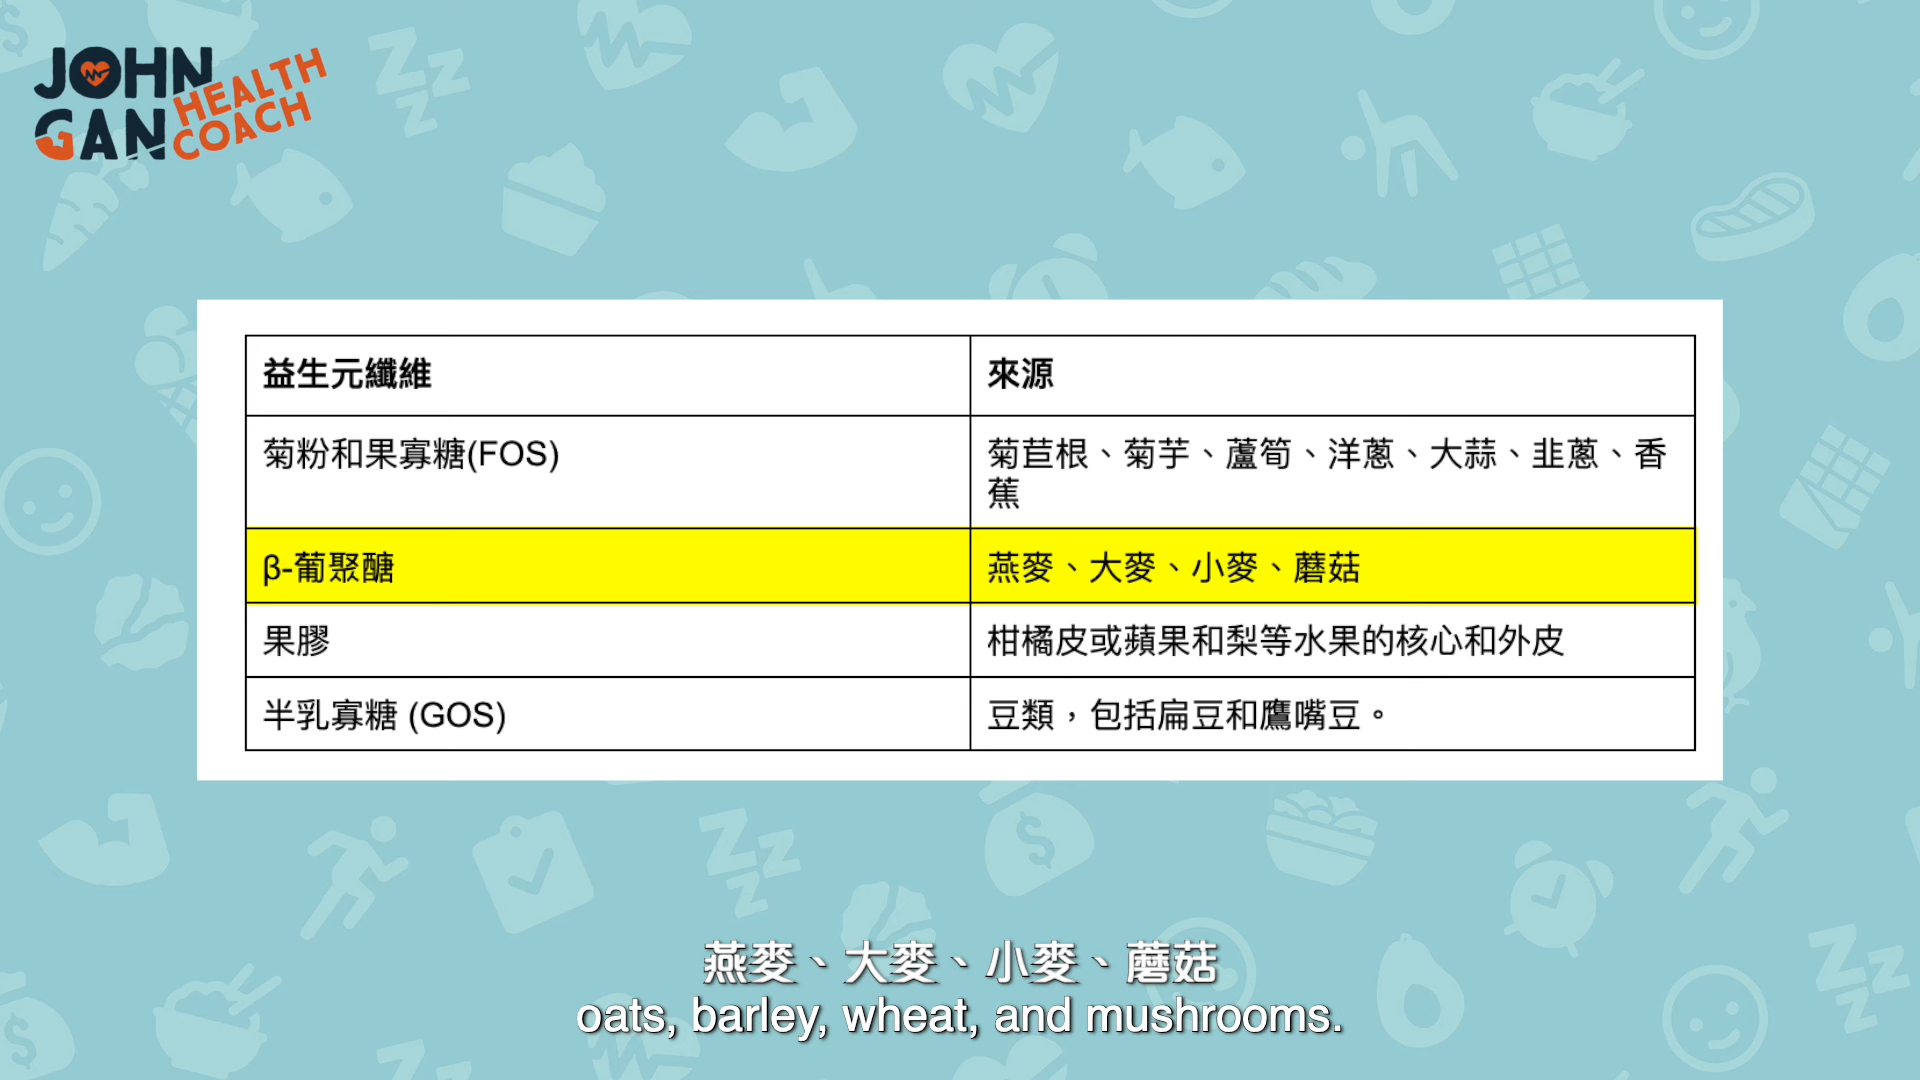 JOHN
GAN
HEALTH
COACH
益生元纖維
來源
菊粉和果寡糖(FOS)
菊苣根、菊芋、蘆筍、洋蔥、大蒜、韭蔥、香
蕉
β-葡聚醣
燕麥、大麥、小麥、蘑菇
果膠
柑橘皮或蘋果和梨等水果的核心和外皮
半乳寡糖 (GOS)
豆類，包括扁豆和鷹嘴豆。
燕麥、大麥、小麥、蘑菇
oats, barley, wheat, and mushrooms.